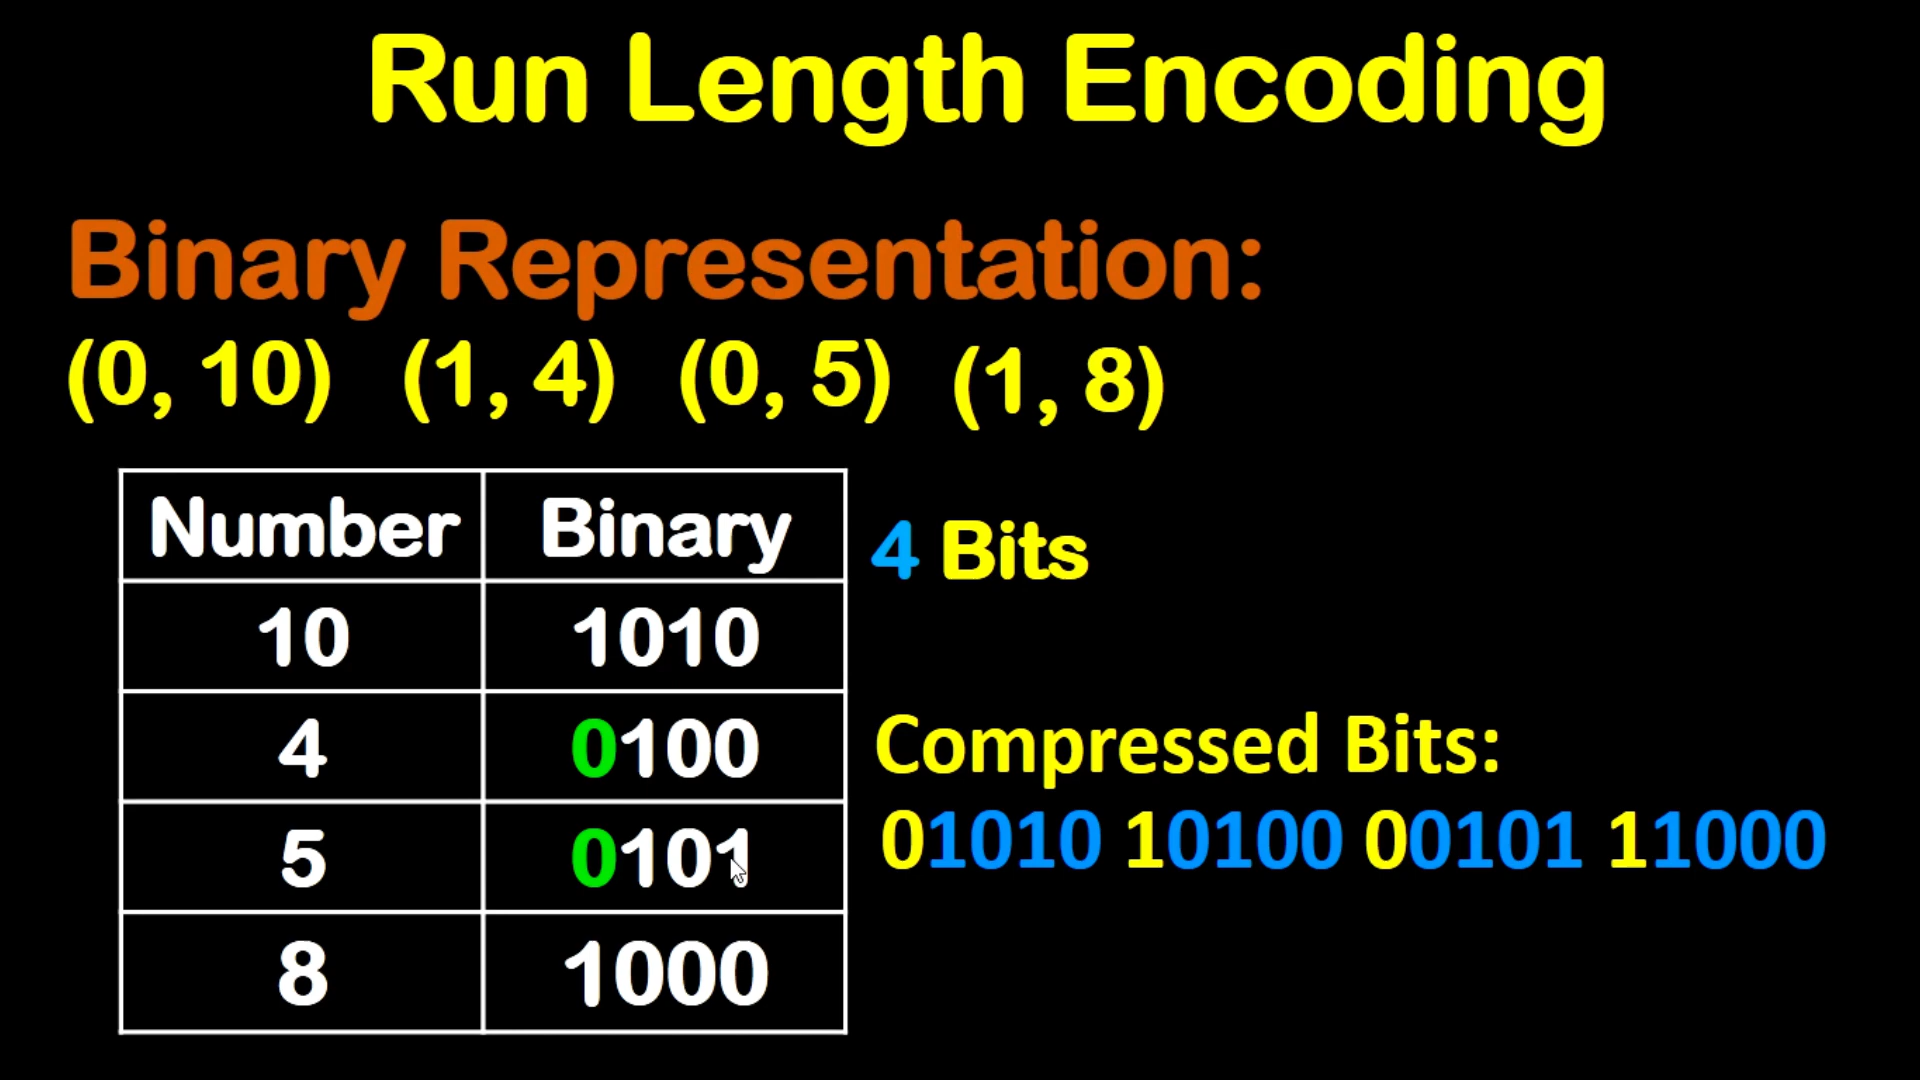 Run Length Encoding
Binary Representation:
(0, 10) (1, 4) (0, 5) (1, 8)
Number Binary
10 1010
4 0100
5 0101
8 1000
4 Bits
Compressed Bits:
01010 10100 00101 11000